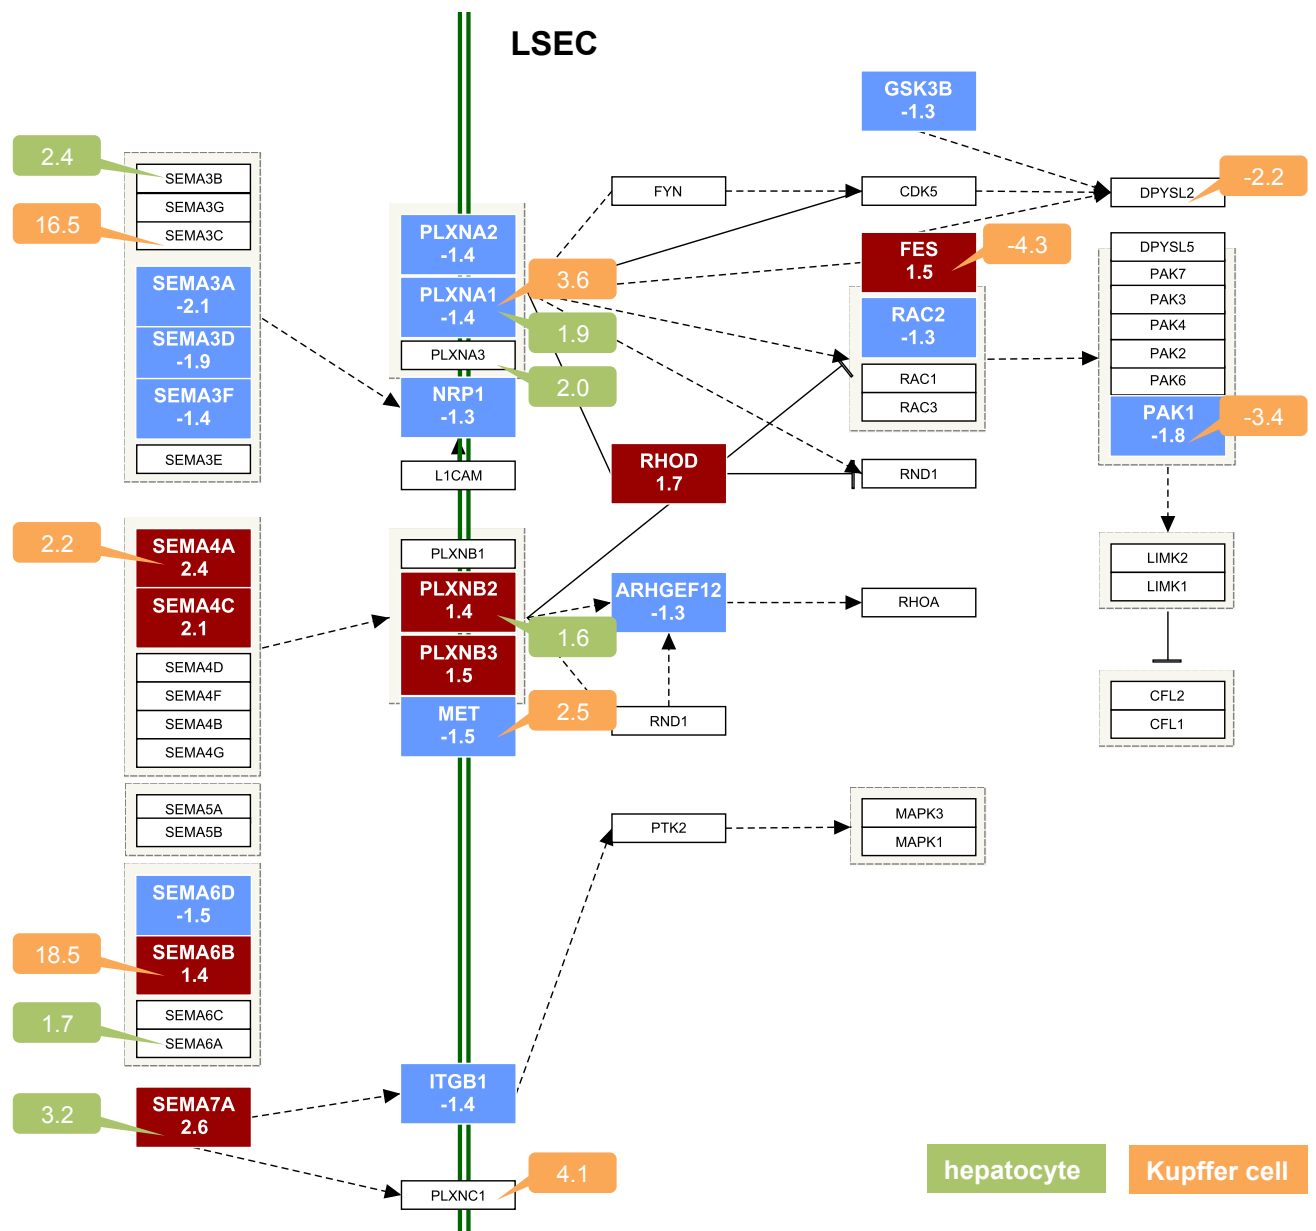 LSEC
2.4
SEMA3B
SEMA3G
16.5
SEMA3C
SEMA3A
-2.1
SEMA3D
-1.9
SEMA3F
-1.4
SEMA3E
2.2
SEMA4A
2.4
SEMA4C
2.1
SEMA4D
SEMA4F
SEMA4B
SEMA4G
SEMA5A
SEMA5B
SEMA6D
-1.5
18.5
SEMA6B
1.4
SEMA6C
1.7
SEMA6A
3.2
SEMA7A
2.6
PLXNA2
-1.4
PLXNA1
-1.4
3.6
1.9
PLXNA3
2.0
NRP1
-1.3
L1CAM
PLXNB1
PLXNB2
1.4
1.6
PLXNB3
1.5
MET
-1.5
2.5
ITGB1
-1.4
PLXNC1
4.1
FYN
RHOD
1.7
ARHGEF12
-1.3
RND1
PTK2
GSK3B
-1.3
CDK5
FES
1.5
-4.3
RAC2
-1.3
RAC1
RAC3
RND1
RHOA
MAPK3
MAPK1
DPYSL2
-2.2
DPYSL5
PAK7
PAK3
PAK4
PAK2
PAK6
PAK1
-1.8
-3.4
LIMK2
LIMK1
CFL2
CFL1
hepatocyte
Kupffer cell